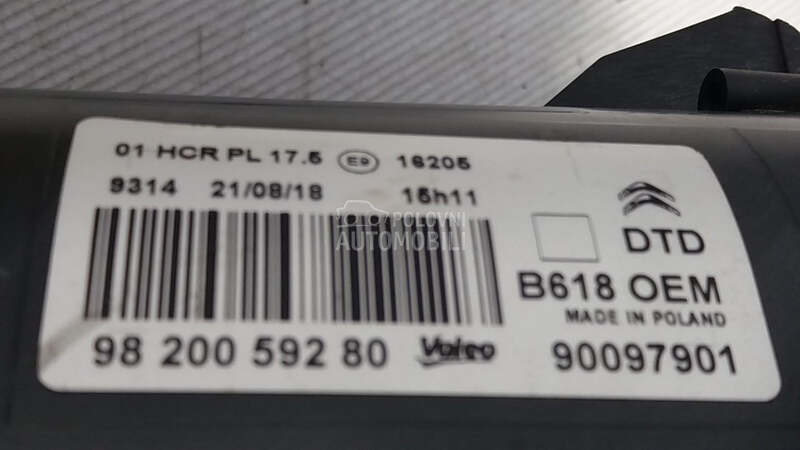 01 HCR PL 17.5 E9 16205
9314 21/08/18 15h11
POLOVNI
AUTOMOBILI
DTD
B618 OEM
MADE IN POLAND
98 200 592 80 Valeo 90097901